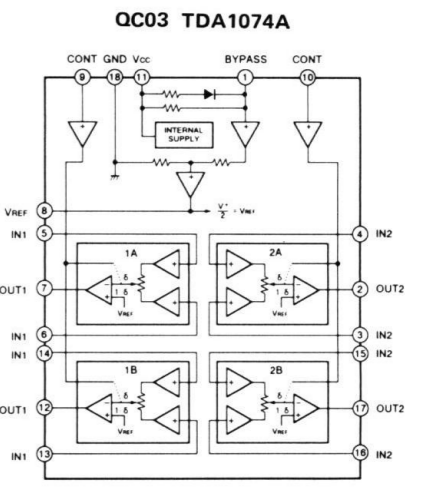 QC03 TDA1074A
CONT GND Vcc BYPASS CONT
9 18 11 1 10
INTERNAL
SUPPLY
VREF 8 V+/2 = VREF
IN1 5 4 IN2
1A 2A
OUT1 7 δ δ 2 OUT2
1 δ 1 δ
VREF VREF
IN1 6 3 IN2
IN1 14 15 IN2
1B 2B
OUT1 12 δ δ 17 OUT2
1 δ 1 δ
VREF VREF
IN1 13 16 IN2